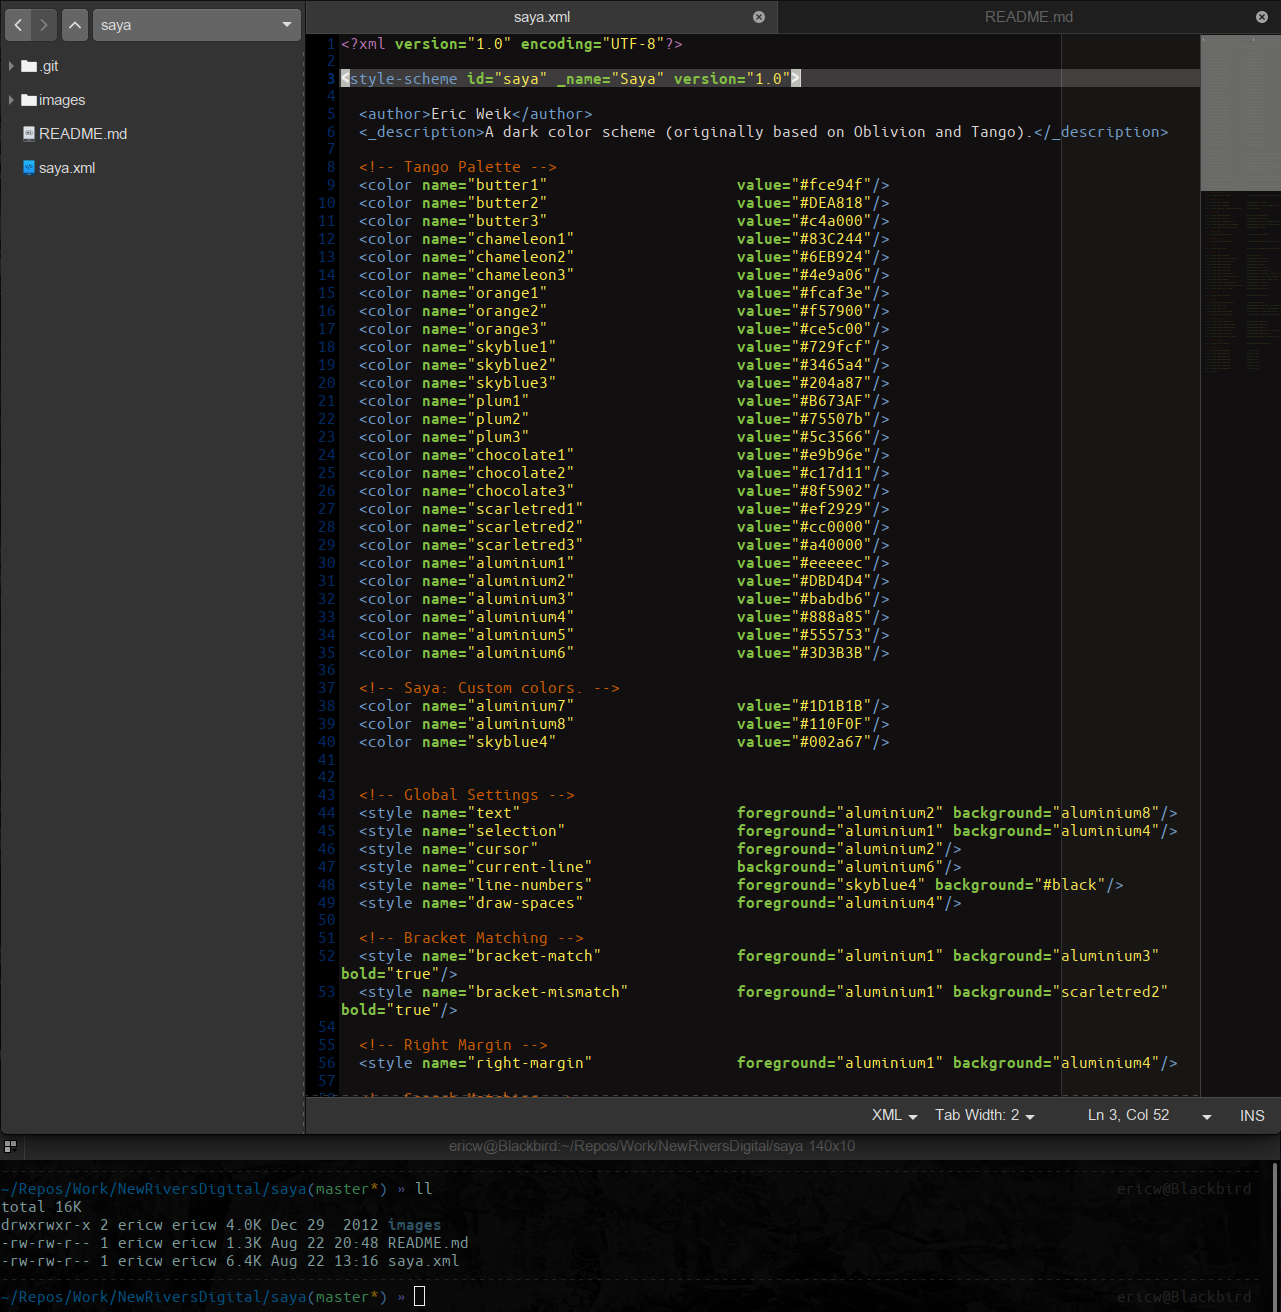 saya
.git
images
README.md
saya.xml
saya.xml
README.md
1 <?xml version="1.0" encoding="UTF-8"?>
2
3 <style-scheme id="saya" _name="Saya" version="1.0">
4
5 <author>Eric Weik</author>
6 <_description>A dark color scheme (originally based on Oblivion and Tango).</_description>
7
8 <!-- Tango Palette -->
9 <color name="butter1" value="#fce94f"/>
10 <color name="butter2" value="#DEA818"/>
11 <color name="butter3" value="#c4a000"/>
12 <color name="chameleon1" value="#83C244"/>
13 <color name="chameleon2" value="#6EB924"/>
14 <color name="chameleon3" value="#4e9a06"/>
15 <color name="orange1" value="#fcaf3e"/>
16 <color name="orange2" value="#f57900"/>
17 <color name="orange3" value="#ce5c00"/>
18 <color name="skyblue1" value="#729fcf"/>
19 <color name="skyblue2" value="#3465a4"/>
20 <color name="skyblue3" value="#204a87"/>
21 <color name="plum1" value="#B673AF"/>
22 <color name="plum2" value="#75507b"/>
23 <color name="plum3" value="#5c3566"/>
24 <color name="chocolate1" value="#e9b96e"/>
25 <color name="chocolate2" value="#c17d11"/>
26 <color name="chocolate3" value="#8f5902"/>
27 <color name="scarletred1" value="#ef2929"/>
28 <color name="scarletred2" value="#cc0000"/>
29 <color name="scarletred3" value="#a40000"/>
30 <color name="aluminium1" value="#eeeeec"/>
31 <color name="aluminium2" value="#DBD4D4"/>
32 <color name="aluminium3" value="#babdb6"/>
33 <color name="aluminium4" value="#888a85"/>
34 <color name="aluminium5" value="#555753"/>
35 <color name="aluminium6" value="#3D3B3B"/>
36
37 <!-- Saya: Custom colors. -->
38 <color name="aluminium7" value="#1D1B1B"/>
39 <color name="aluminium8" value="#110F0F"/>
40 <color name="skyblue4" value="#002a67"/>
41
42
43 <!-- Global Settings -->
44 <style name="text" foreground="aluminium2" background="aluminium8"/>
45 <style name="selection" foreground="aluminium1" background="aluminium4"/>
46 <style name="cursor" foreground="aluminium2"/>
47 <style name="current-line" background="aluminium6"/>
48 <style name="line-numbers" foreground="skyblue4" background="#black"/>
49 <style name="draw-spaces" foreground="aluminium4"/>
50
51 <!-- Bracket Matching -->
52 <style name="bracket-match" foreground="aluminium1" background="aluminium3"
bold="true"/>
53 <style name="bracket-mismatch" foreground="aluminium1" background="scarletred2"
bold="true"/>
54
55 <!-- Right Margin -->
56 <style name="right-margin" foreground="aluminium1" background="aluminium4"/>
57
XML Tab Width: 2 Ln 3, Col 52 INS
ericw@Blackbird:~/Repos/Work/NewRiversDigital/saya 140x10
~/Repos/Work/NewRiversDigital/saya(master*) » ll ericw@Blackbird
total 16K
drwxrwxr-x 2 ericw ericw 4.0K Dec 29 2012 images
-rw-rw-r-- 1 ericw ericw 1.3K Aug 22 20:48 README.md
-rw-rw-r-- 1 ericw ericw 6.4K Aug 22 13:16 saya.xml
~/Repos/Work/NewRiversDigital/saya(master*) » ericw@Blackbird